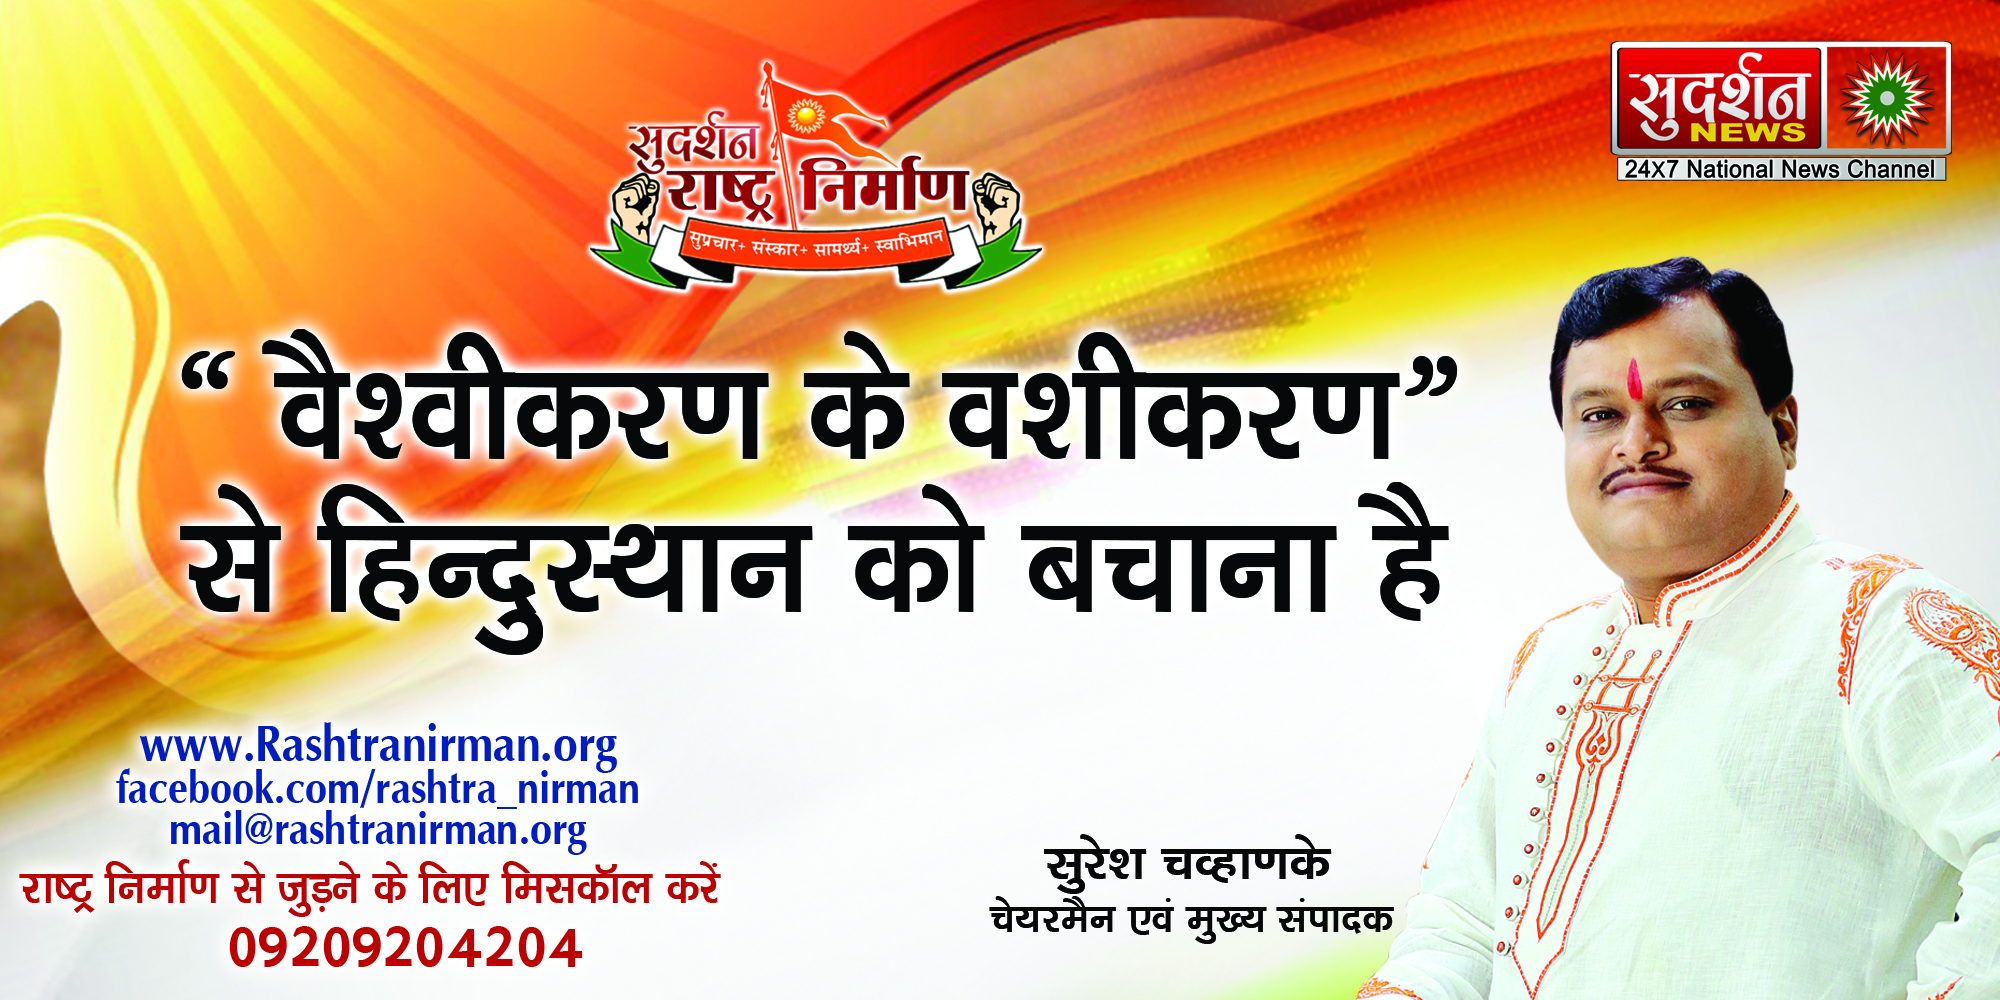 सुदर्शन
राष्ट्र निर्माण
सुप्रचार+ संस्कार+ सामर्थ्य+ स्वाभिमान
सुदर्शन
NEWS
24X7 National News Channel
“ वैश्वीकरण के वशीकरण”
से हिन्दुस्थान को बचाना है
www.Rashtranirman.org
facebook.com/rashtra_nirman
mail@rashtranirman.org
राष्ट्र निर्माण से जुड़ने के लिए मिसकॉल करें
09209204204
सुरेश चव्हाणके
चेयरमैन एवं मुख्य संपादक